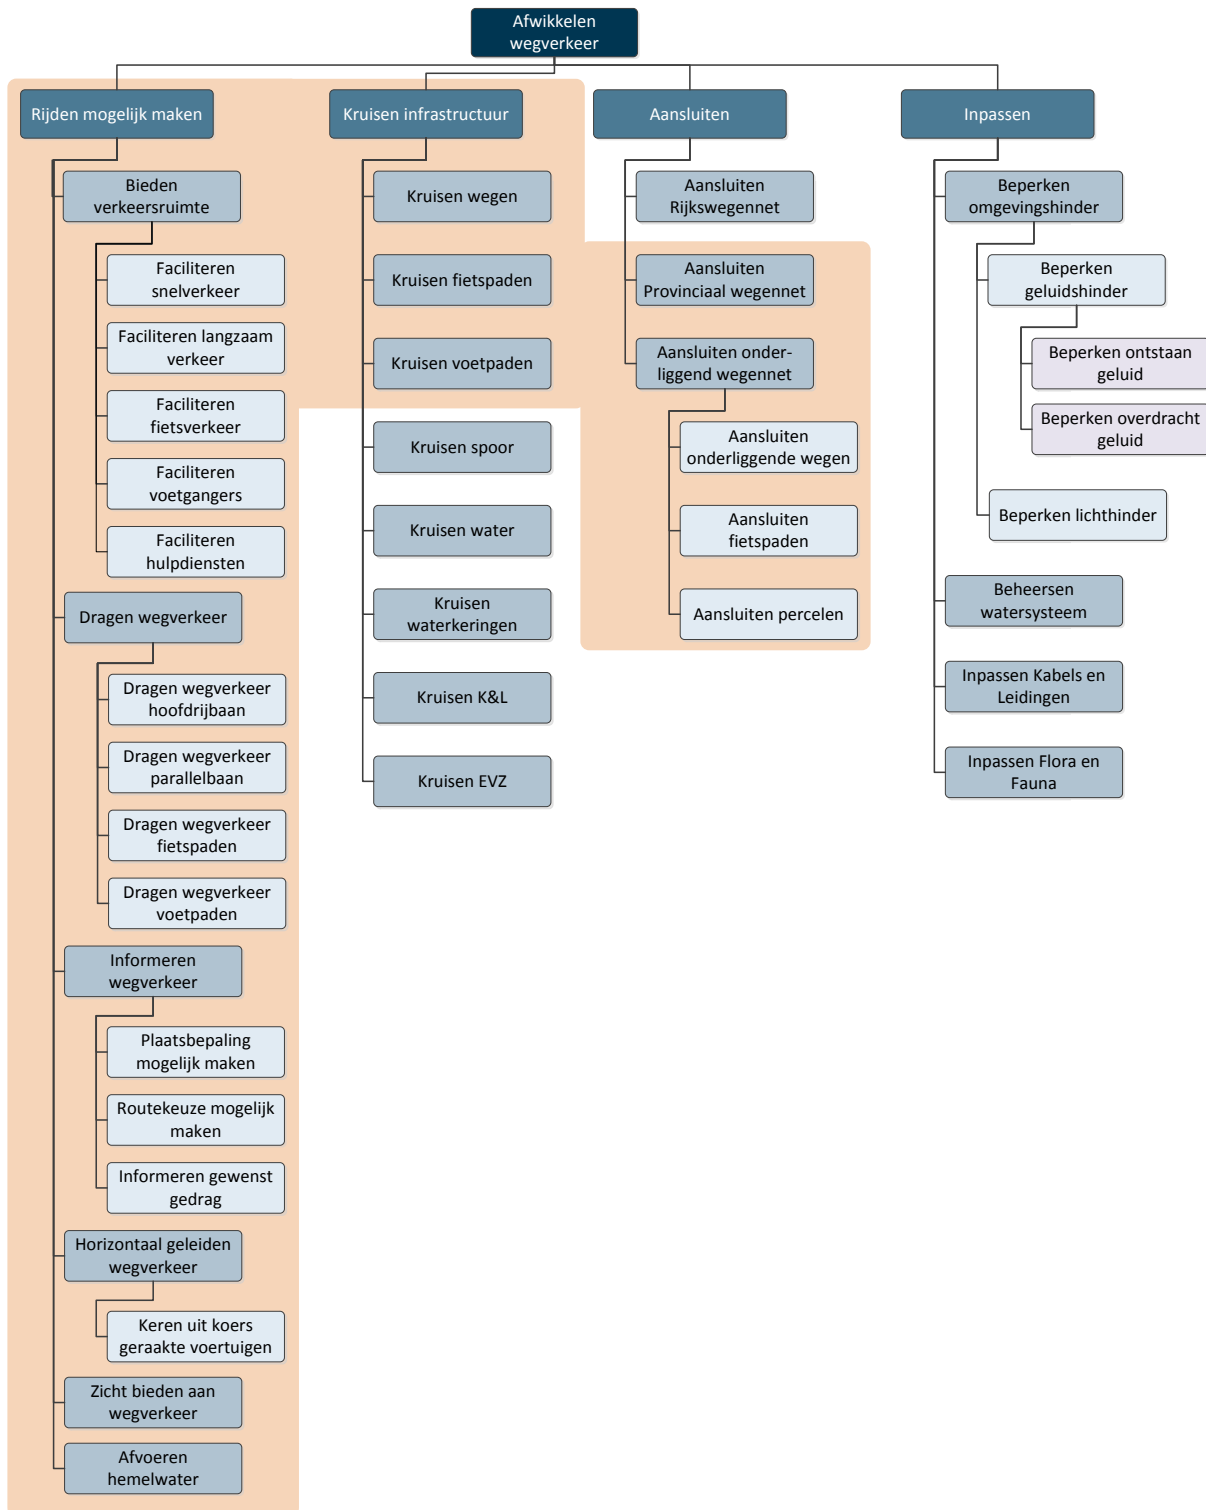 Afwikkelen
wegverkeer
Rijden mogelijk maken
Bieden
verkeersruimte
Faciliteren
snelverkeer
Faciliteren langzaam
verkeer
Faciliteren
fietsverkeer
Faciliteren
voetgangers
Faciliteren
hulpdiensten
Dragen wegverkeer
Dragen wegverkeer
hoofdrijbaan
Dragen wegverkeer
parallelbaan
Dragen wegverkeer
fietspaden
Dragen wegverkeer
voetpaden
Informeren
wegverkeer
Plaatsbepaling
mogelijk maken
Routekeuze mogelijk
maken
Informeren gewenst
gedrag
Horizontaal geleiden
wegverkeer
Keren uit koers
geraakte voertuigen
Zicht bieden aan
wegverkeer
Afvoeren
hemelwater
Kruisen infrastructuur
Kruisen wegen
Kruisen fietspaden
Kruisen voetpaden
Kruisen spoor
Kruisen water
Kruisen
waterkeringen
Kruisen K&L
Kruisen EVZ
Aansluiten
Aansluiten
Rijkswegennet
Aansluiten
Provinciaal wegennet
Aansluiten onder-
liggend wegennet
Aansluiten
onderliggende wegen
Aansluiten
fietspaden
Aansluiten percelen
Inpassen
Beperken
omgevingshinder
Beperken
geluidshinder
Beperken ontstaan
geluid
Beperken overdracht
geluid
Beperken lichthinder
Beheersen
watersysteem
Inpassen Kabels en
Leidingen
Inpassen Flora en
Fauna